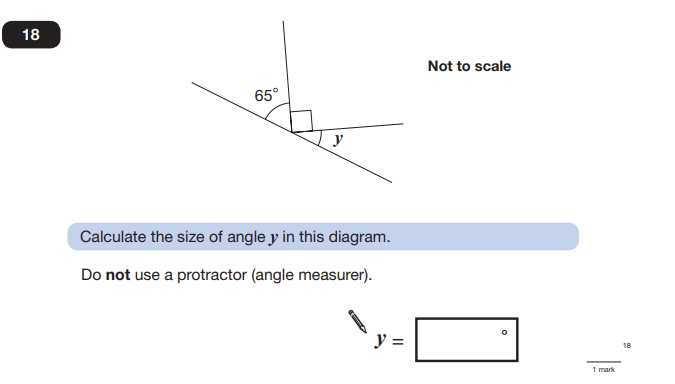 18
Not to scale
65°
y
Calculate the size of angle y in this diagram.
Do not use a protractor (angle measurer).
y = °
18
1 mark